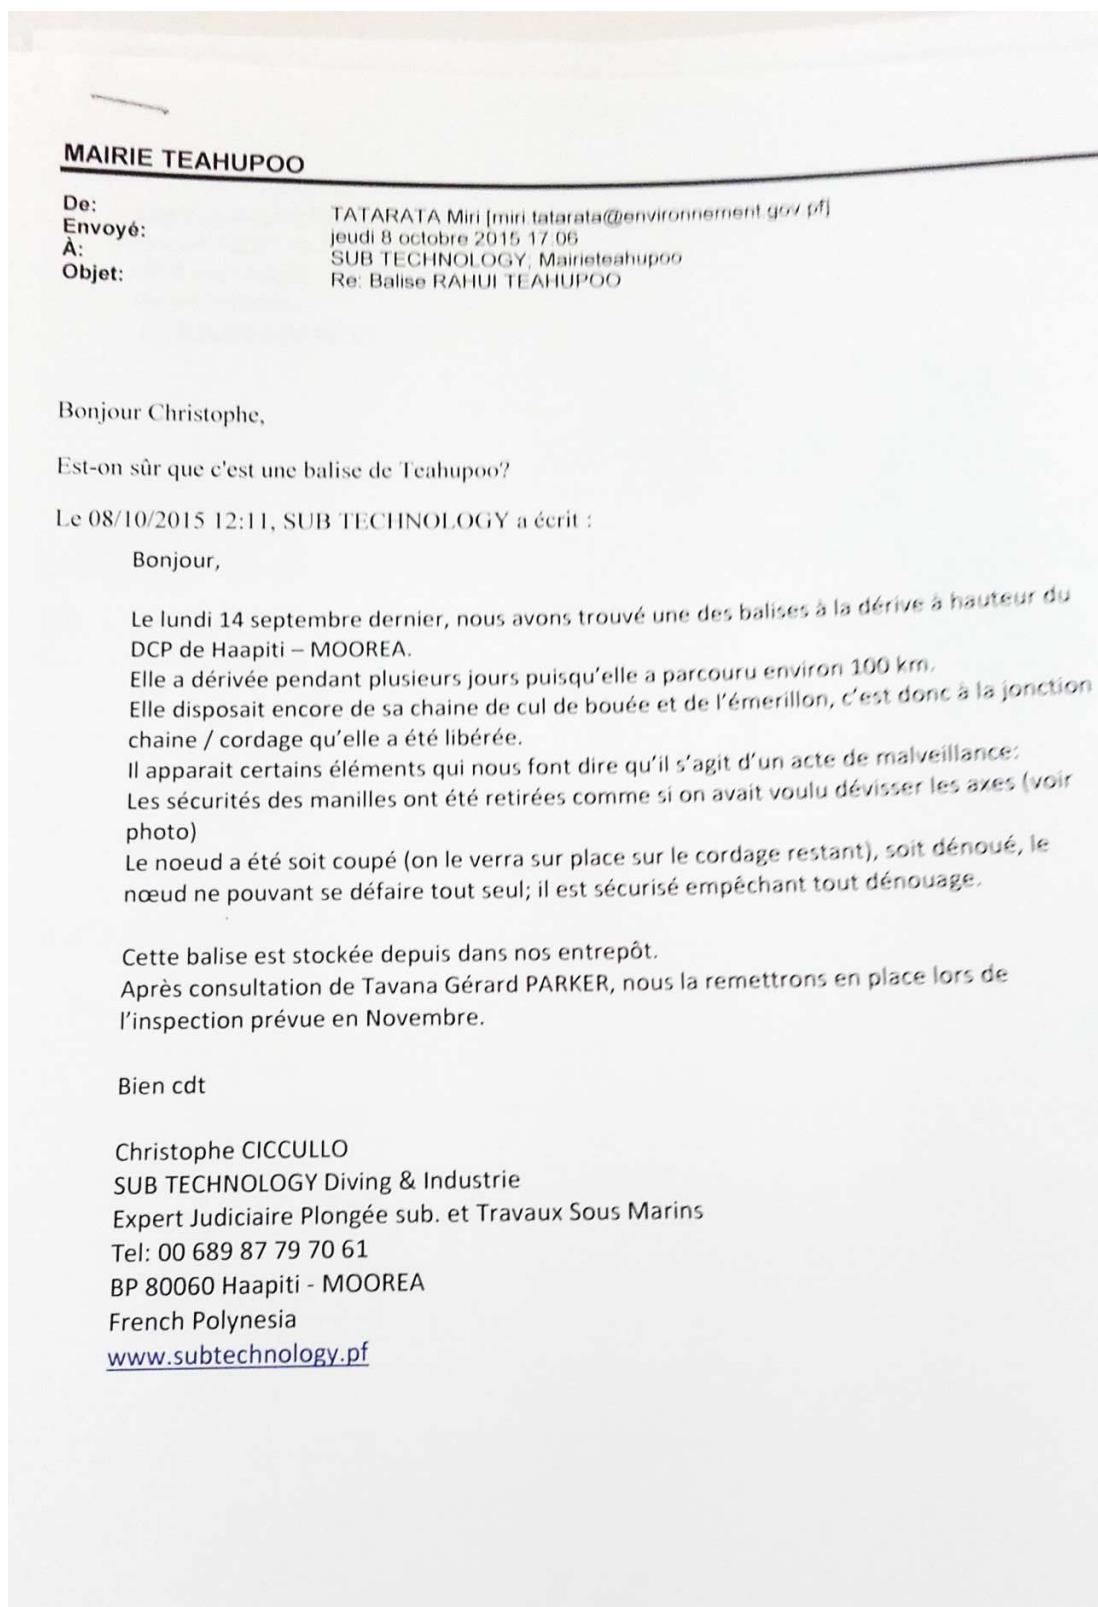 MAIRIE TEAHUPOO
De: TATARATA Miri [miri.tatarata@environnement.gov.pf]
Envoyé: jeudi 8 octobre 2015 17:06
À: SUB TECHNOLOGY; Mairieteahupoo
Objet: Re: Balise RAHUI TEAHUPOO
Bonjour Christophe,
Est-on sûr que c'est une balise de Teahupoo?
Le 08/10/2015 12:11, SUB TECHNOLOGY a écrit :
Bonjour,
Le lundi 14 septembre dernier, nous avons trouvé une des balises à la dérive à hauteur du
DCP de Haapiti – MOOREA.
Elle a dérivée pendant plusieurs jours puisqu'elle a parcouru environ 100 km.
Elle disposait encore de sa chaine de cul de bouée et de l'émerillon, c'est donc à la jonction
chaine / cordage qu'elle a été libérée.
Il apparait certains éléments qui nous font dire qu'il s'agit d'un acte de malveillance:
Les sécurités des manilles ont été retirées comme si on avait voulu dévisser les axes (voir
photo)
Le noeud a été soit coupé (on le verra sur place sur le cordage restant), soit dénoué, le
nœud ne pouvant se défaire tout seul; il est sécurisé empêchant tout dénouage.
Cette balise est stockée depuis dans nos entrepôt.
Après consultation de Tavana Gérard PARKER, nous la remettrons en place lors de
l'inspection prévue en Novembre.
Bien cdt
Christophe CICCULLO
SUB TECHNOLOGY Diving & Industrie
Expert Judiciaire Plongée sub. et Travaux Sous Marins
Tel: 00 689 87 79 70 61
BP 80060 Haapiti - MOOREA
French Polynesia
www.subtechnology.pf